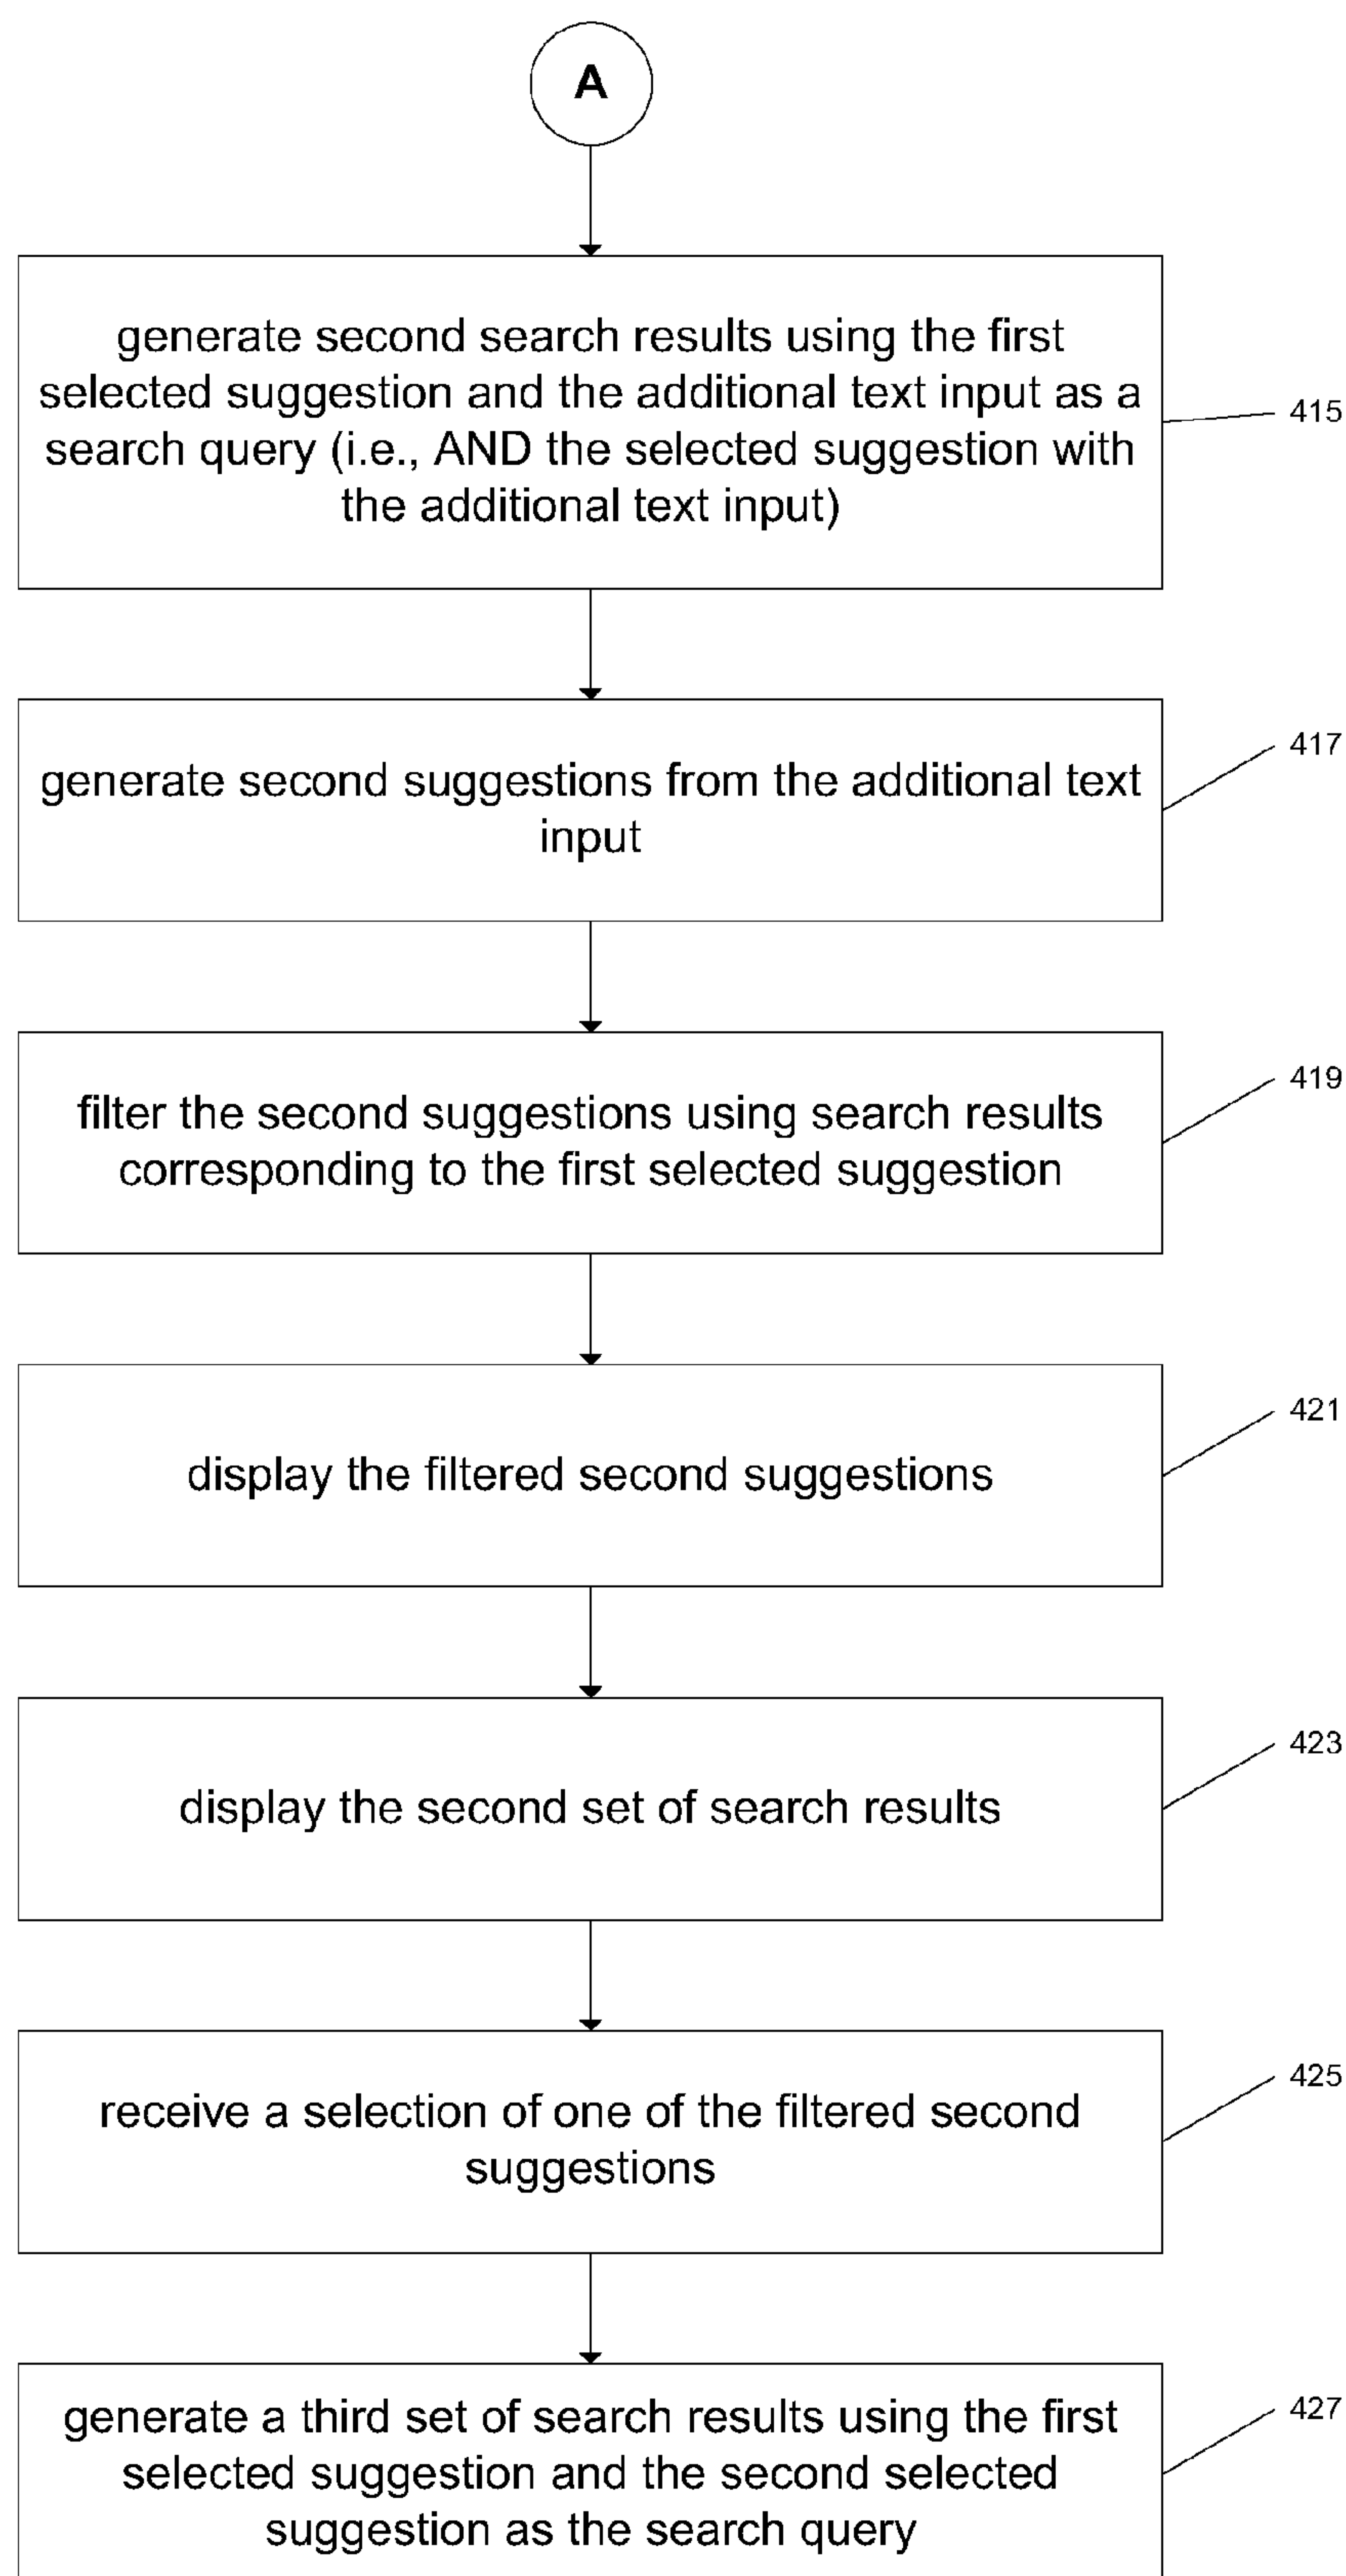 A
generate second search results using the first
selected suggestion and the additional text input as a
search query (i.e., AND the selected suggestion with
the additional text input)
415
generate second suggestions from the additional text
input
417
filter the second suggestions using search results
corresponding to the first selected suggestion
419
display the filtered second suggestions
421
display the second set of search results
423
receive a selection of one of the filtered second
suggestions
425
generate a third set of search results using the first
selected suggestion and the second selected
suggestion as the search query
427